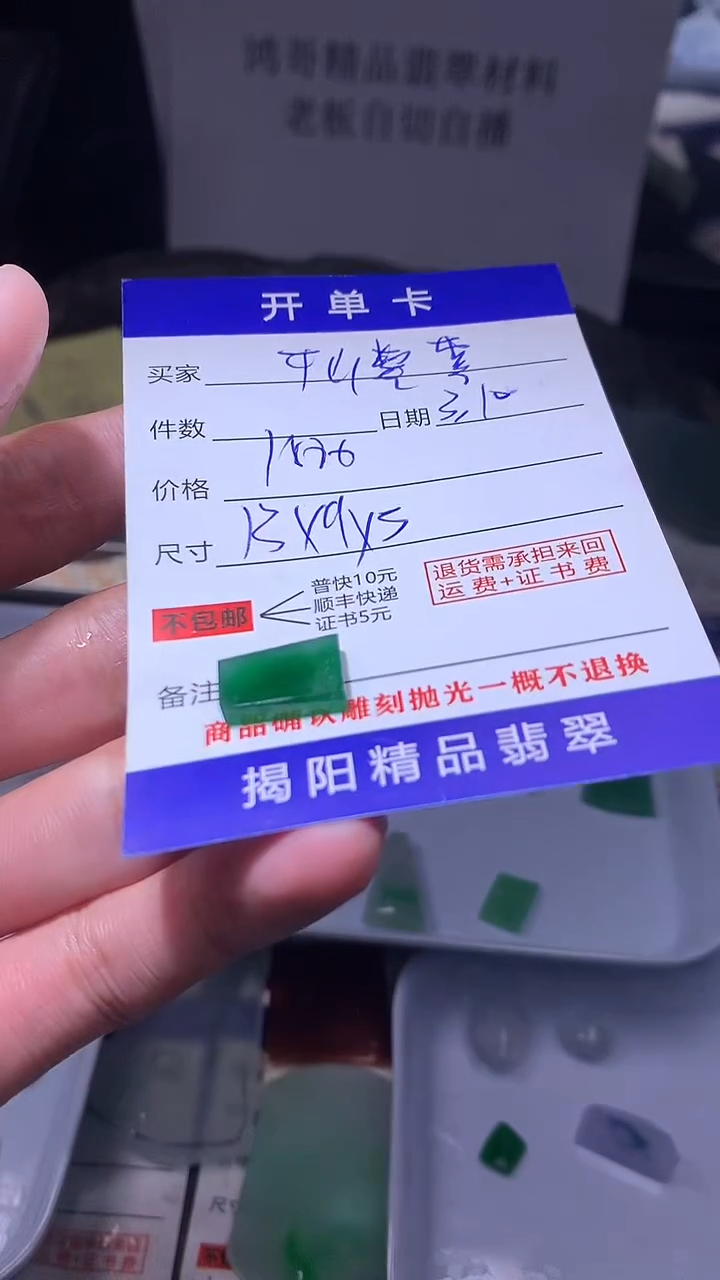 鸿哥精品翡翠材料
老板自切自播
开单卡
买家
件数 日期 3.10
价格
尺寸 13X9X5
不包邮
普快10元
顺丰快递
证书5元
退货需承担来回
运费+证书费
备注
商品确认雕刻抛光一概不退换
揭阳精品翡翠
尺寸